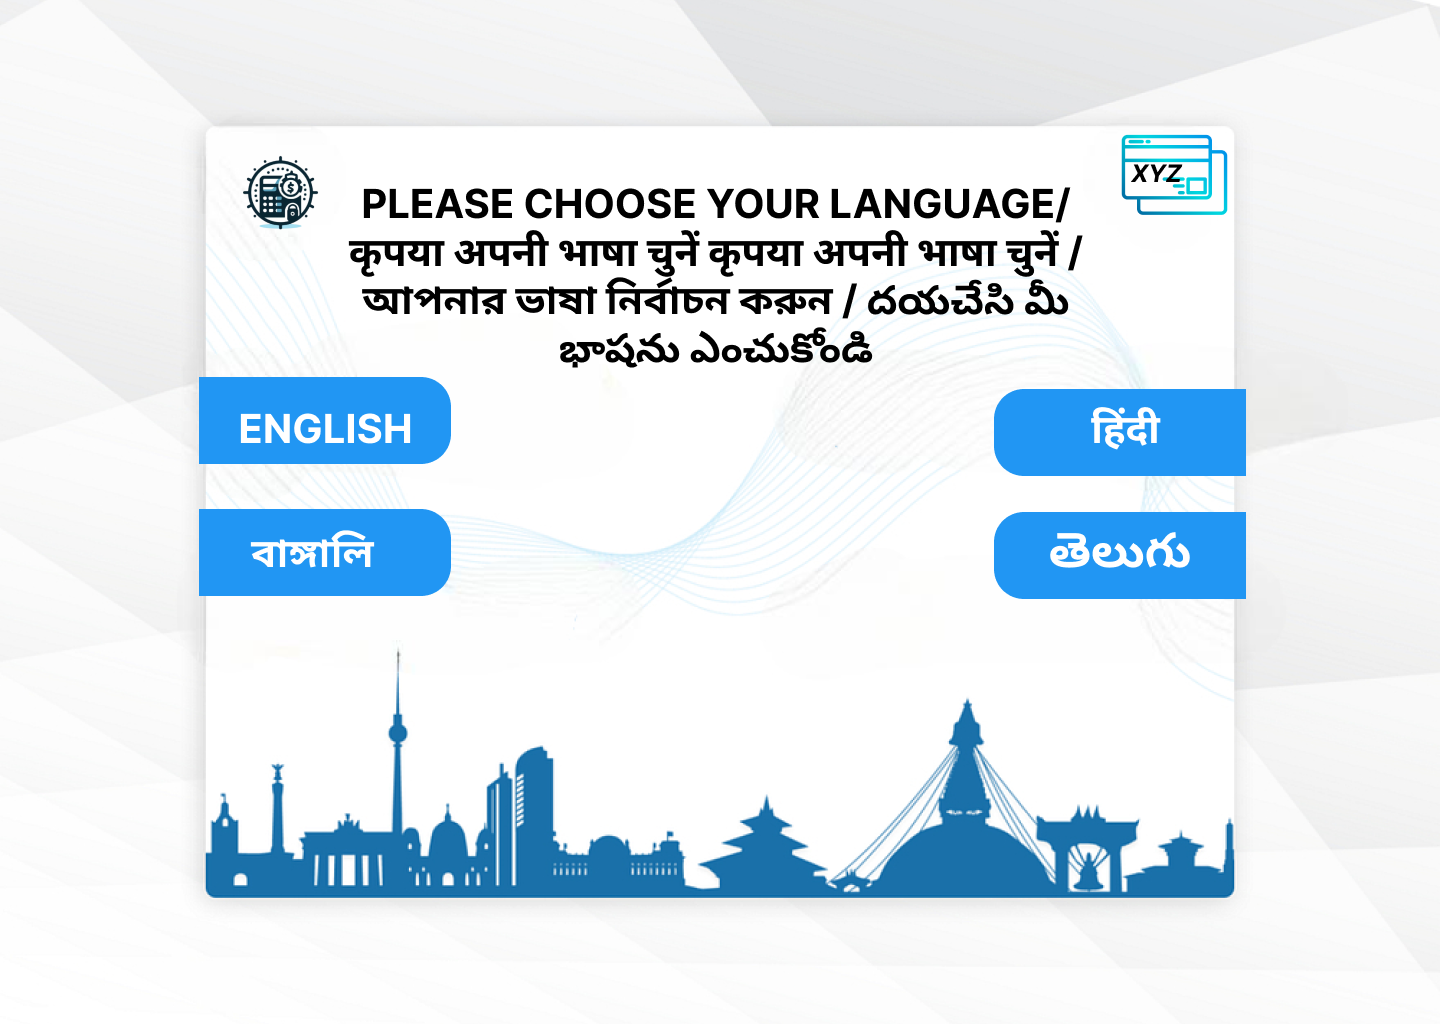 XYZ
PLEASE CHOOSE YOUR LANGUAGE/
कृपया अपनी भाषा चुनें कृपया अपनी भाषा चुनें /
আপনার ভাষা নির্বাচন করুন / దయచేసి మీ
భాషను ఎంచుకోండి
ENGLISH
हिंदी
বাঙ্গালি
తెలుగు